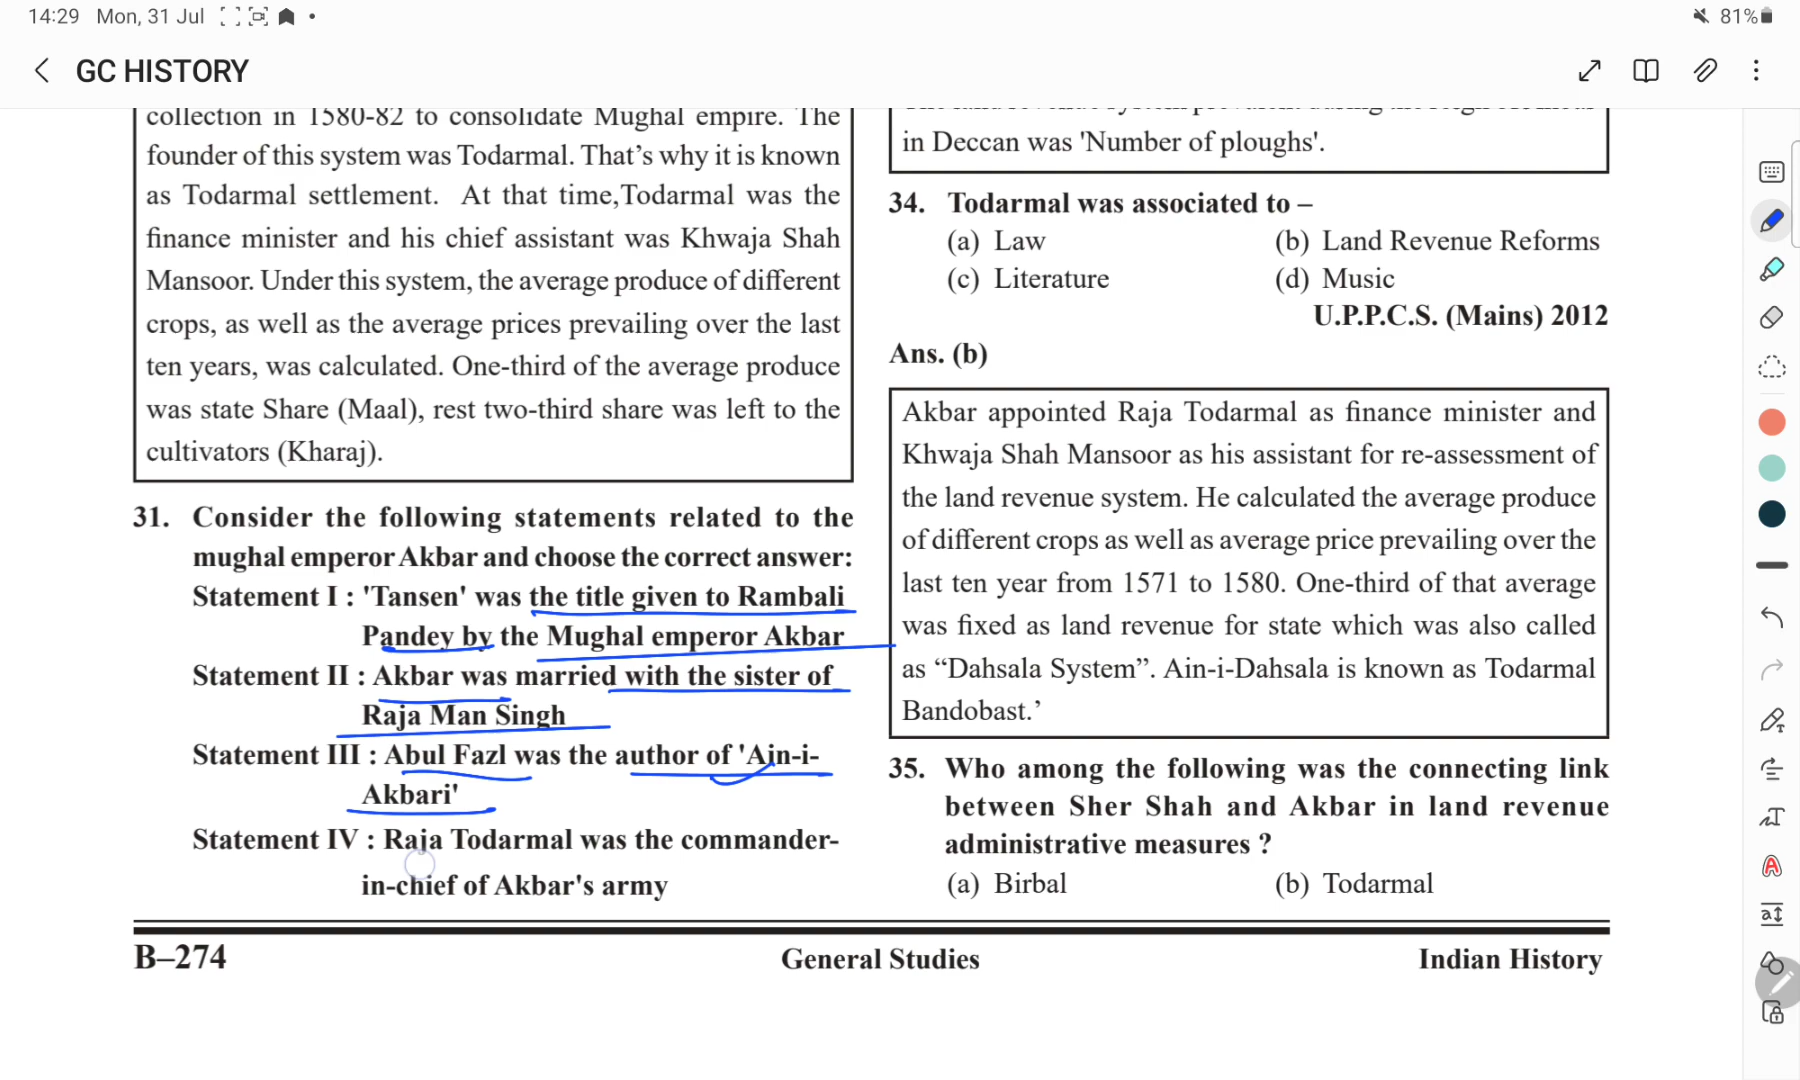 14:29 Mon, 31 Jul
81%
GC HISTORY
collection in 1580-82 to consolidate Mughal empire. The
founder of this system was Todarmal. That's why it is known
as Todarmal settlement. At that time,Todarmal was the
finance minister and his chief assistant was Khwaja Shah
Mansoor. Under this system, the average produce of different
crops, as well as the average prices prevailing over the last
ten years, was calculated. One-third of the average produce
was state Share (Maal), rest two-third share was left to the
cultivators (Kharaj).
31. Consider the following statements related to the
mughal emperor Akbar and choose the correct answer:
Statement I : 'Tansen' was the title given to Rambali
Pandey by the Mughal emperor Akbar
Statement II : Akbar was married with the sister of
Raja Man Singh
Statement III : Abul Fazl was the author of 'Ain-i-
Akbari'
Statement IV : Raja Todarmal was the commander-
in-chief of Akbar's army
in Deccan was 'Number of ploughs'.
34. Todarmal was associated to –
(a) Law (b) Land Revenue Reforms
(c) Literature (d) Music
U.P.P.C.S. (Mains) 2012
Ans. (b)
Akbar appointed Raja Todarmal as finance minister and
Khwaja Shah Mansoor as his assistant for re-assessment of
the land revenue system. He calculated the average produce
of different crops as well as average price prevailing over the
last ten year from 1571 to 1580. One-third of that average
was fixed as land revenue for state which was also called
as “Dahsala System”. Ain-i-Dahsala is known as Todarmal
Bandobast.’
35. Who among the following was the connecting link
between Sher Shah and Akbar in land revenue
administrative measures ?
(a) Birbal (b) Todarmal
B–274 General Studies Indian History